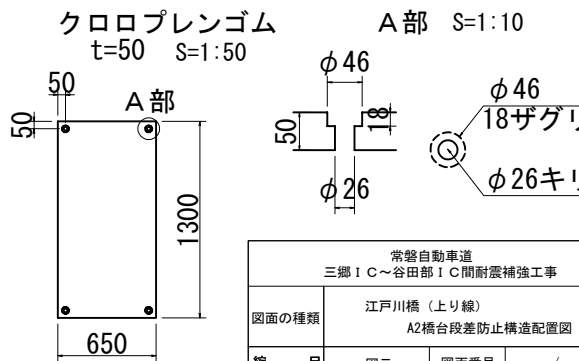 クロロプレンゴム
t=50 S=1:50
A部 S=1:10
50
A部
50
1300
650
φ46
50
18
φ26
φ46
18ザグリ
φ26キリ
常磐自動車道
三郷IC～谷田部IC間耐震補強工事
図面の種類
江戸川橋（上り線）
A2橋台段差防止構造配置図
図面番号
/